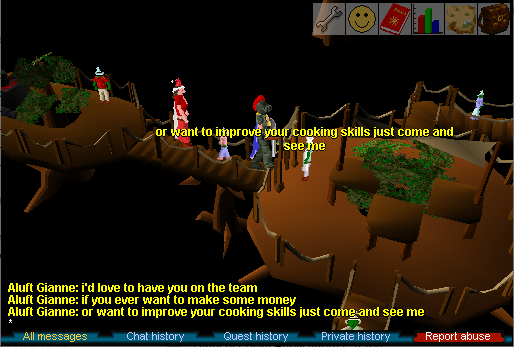 or want to improve your cooking skills just come and
see me
Aluft Gianne: i'd love to have you on the team
Aluft Gianne: if you ever want to make some money
Aluft Gianne: or want to improve your cooking skills just come and see me
*
All messages
Chat history
Quest history
Private history
Report abuse